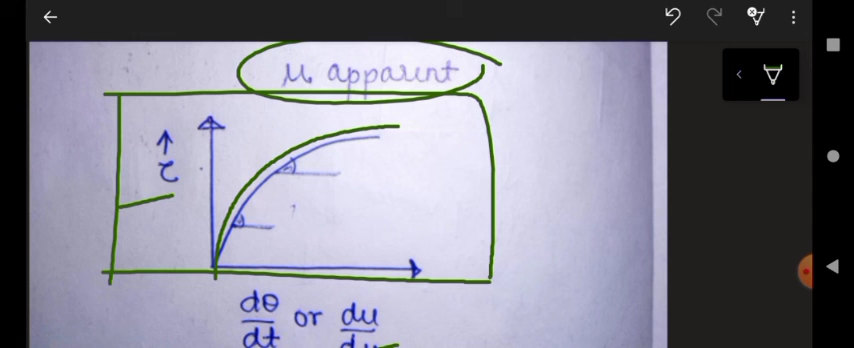 μ apparent
↑
τ
dθ/dt or du/dy